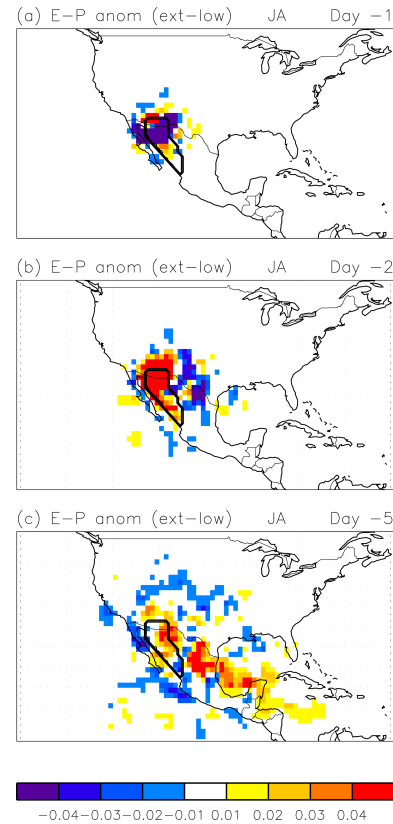 (a) E-P anom (ext-low) JA Day -1
(b) E-P anom (ext-low) JA Day -2
(c) E-P anom (ext-low) JA Day -5
-0.04 -0.03 -0.02 -0.01 0.01 0.02 0.03 0.04